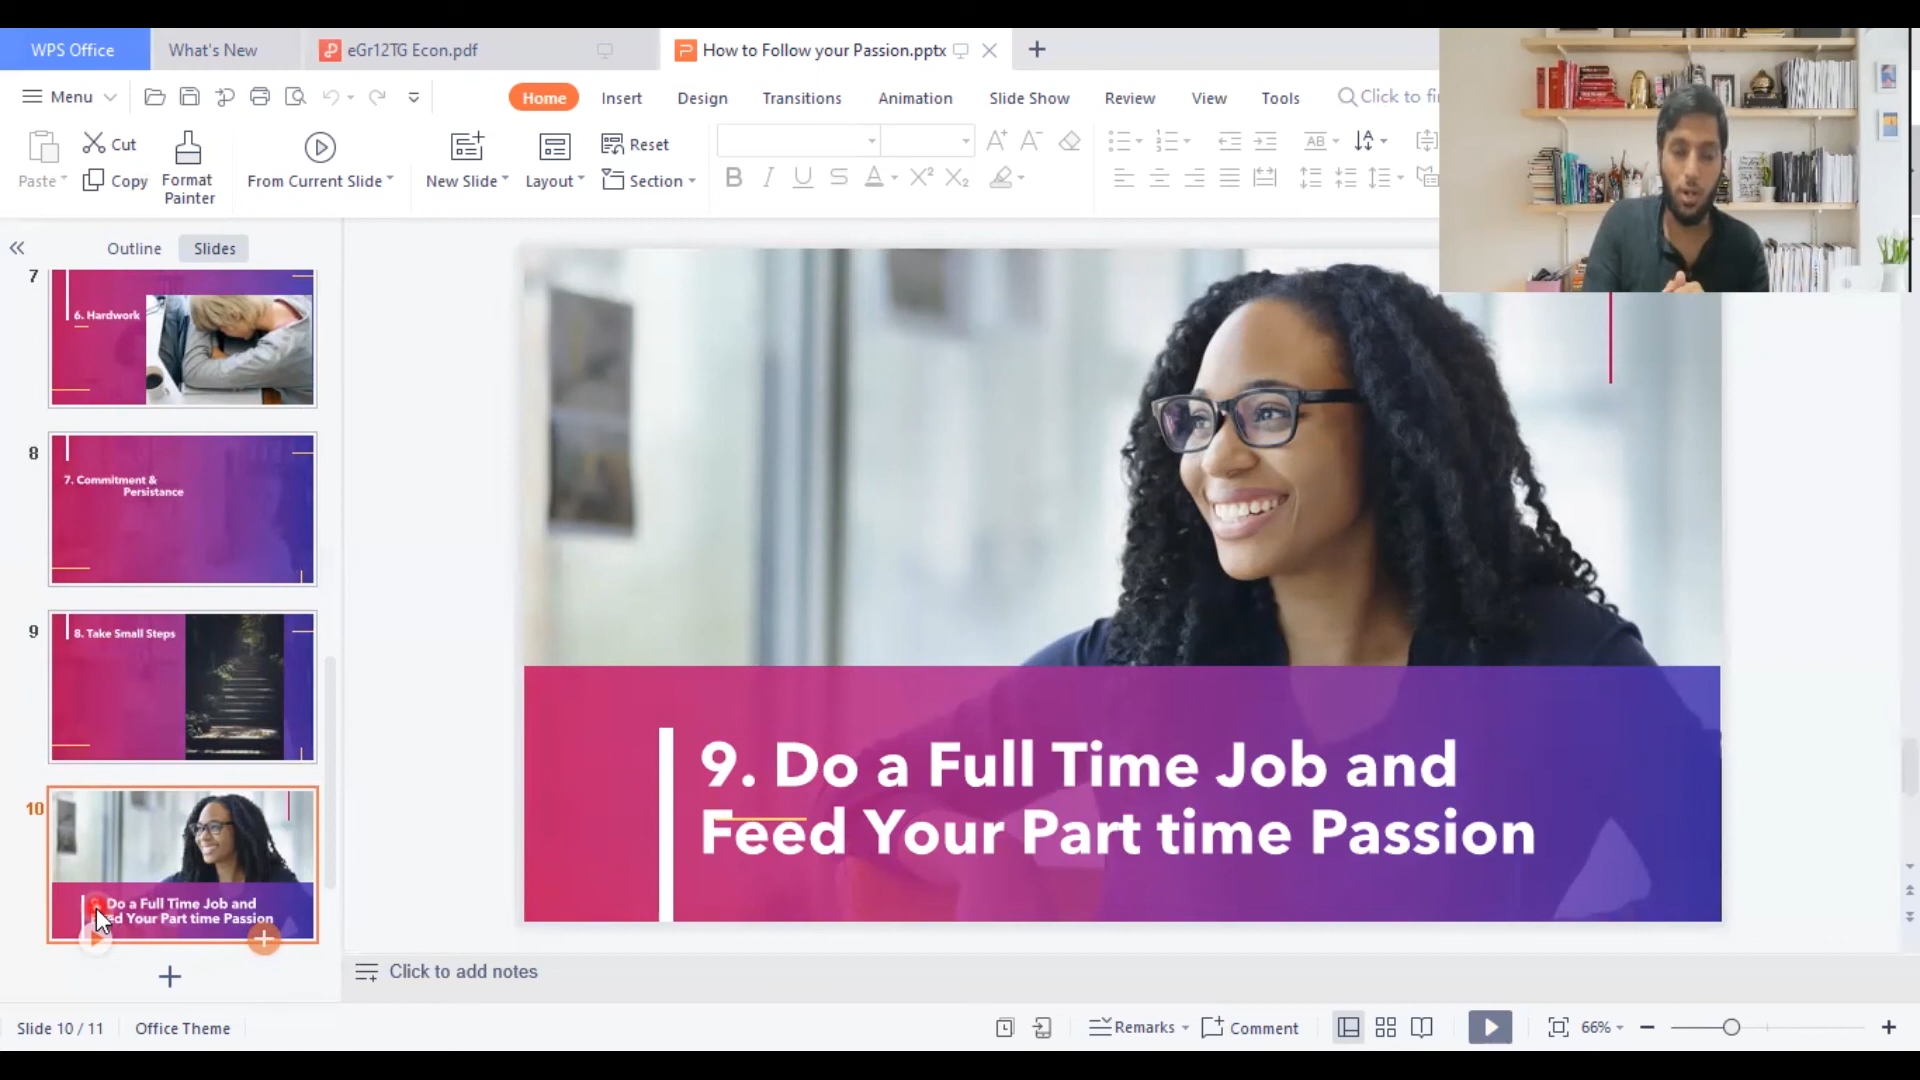 WPS Office
What's New
eGr12TG Econ.pdf
How to Follow your Passion.pptx
Menu
Home
Insert
Design
Transitions
Animation
Slide Show
Review
View
Tools
Click to fi
Paste
Cut
Copy
Format
Painter
From Current Slide
New Slide
Layout
Reset
Section
Outline
Slides
7
6. Hardwork
8
7. Commitment &
Persistance
9
8. Take Small Steps
10
Do a Full Time Job and
Your Part time Passion
9. Do a Full Time Job and
Feed Your Part time Passion
Click to add notes
Slide 10 / 11
Office Theme
Remarks
Comment
66%